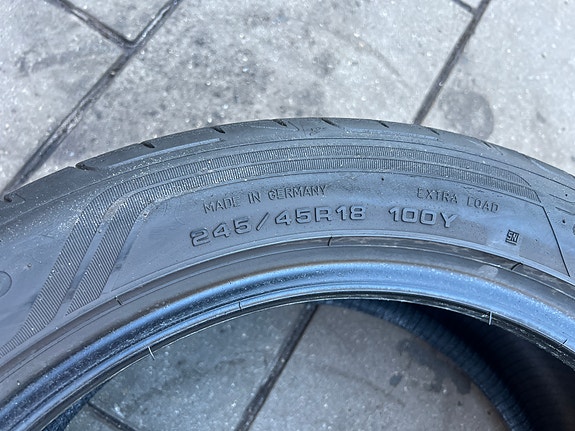 MADE IN GERMANY EXTRA LOAD
245/45R18 100Y